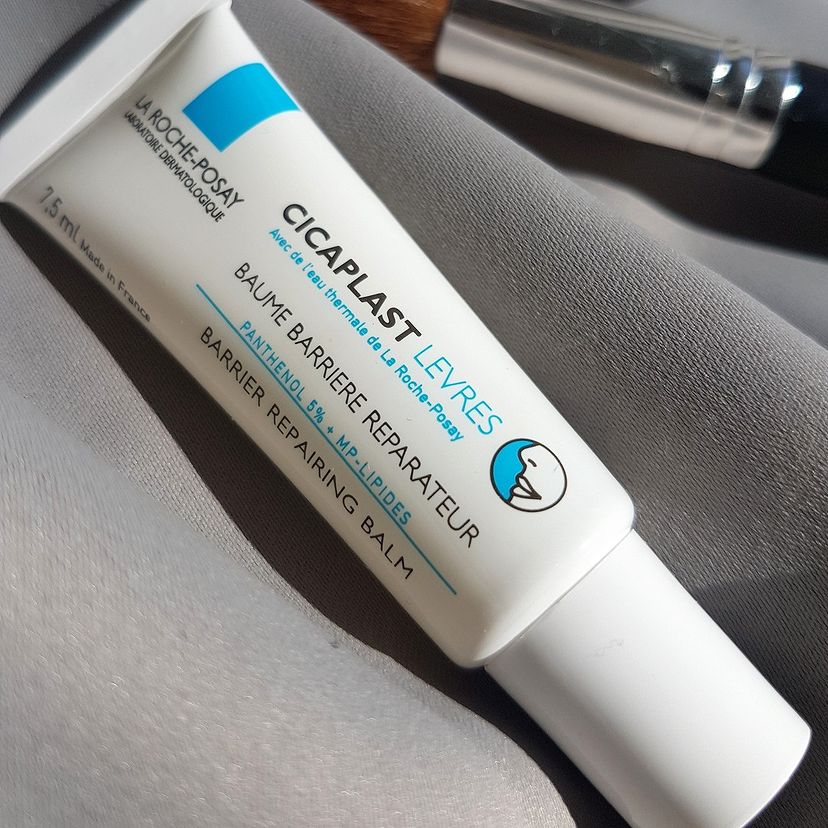 LA ROCHE-POSAY
LABORATOIRE DERMATOLOGIQUE
CICAPLAST LEVRES
Avec de l'eau thermale de La Roche-Posay
BAUME BARRIERE REPARATEUR
PANTHENOL 5% + MP-LIPIDES
BARRIER REPAIRING BALM
7,5 ml Made in France